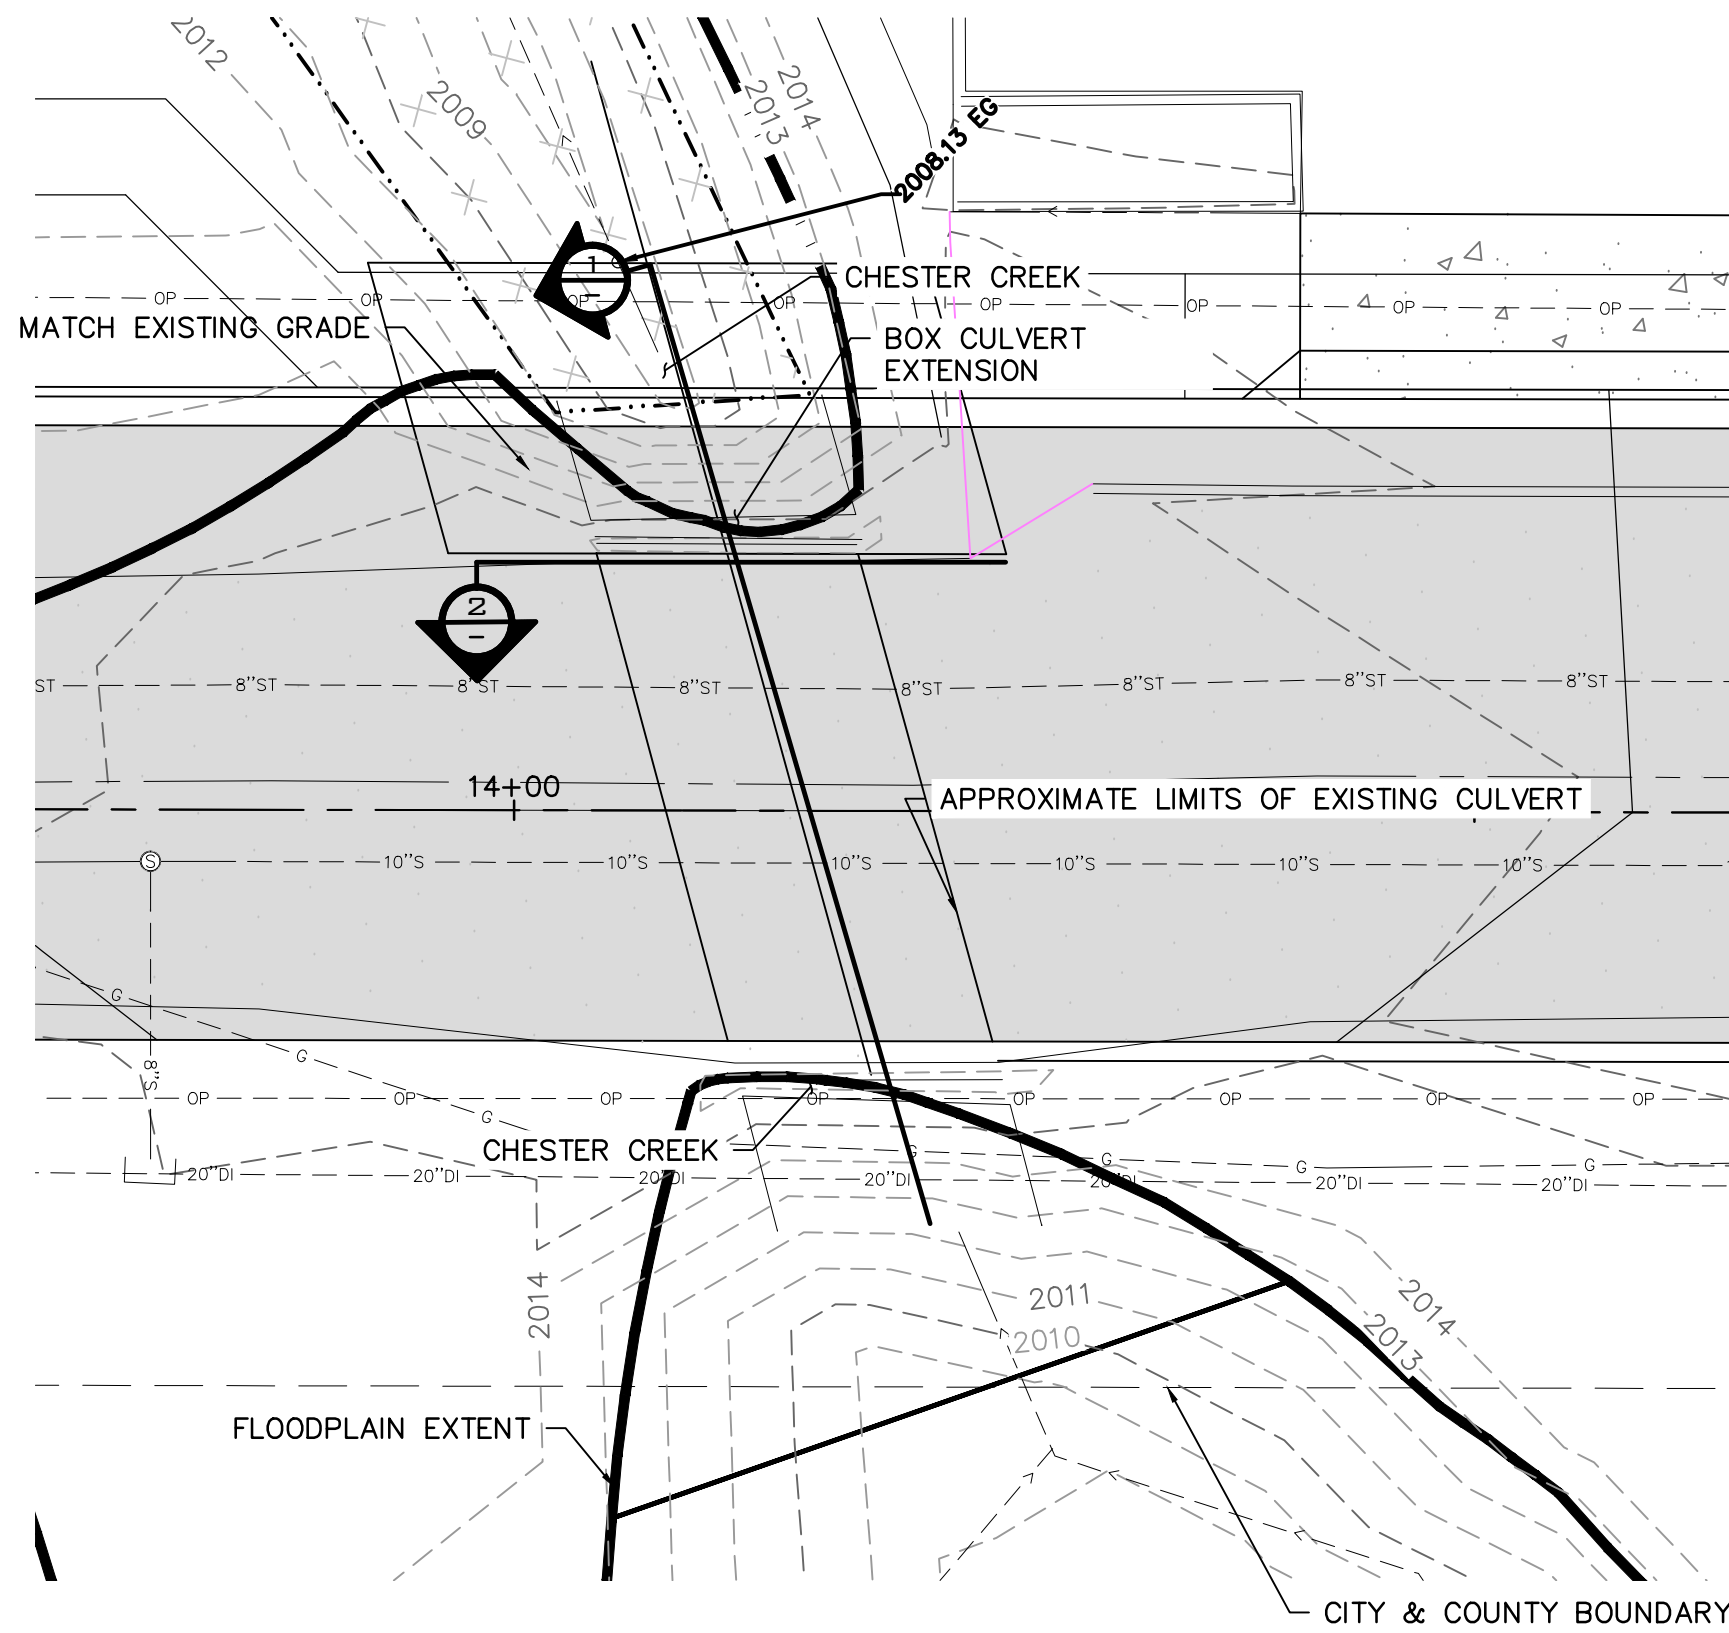 2012
2009
2013
2014
2008.13 EG
1
-
CHESTER CREEK
OP OP OP OP OP OP OP OP
MATCH EXISTING GRADE
BOX CULVERT
EXTENSION
2
-
ST 8"ST 8"ST 8"ST 8"ST 8"ST 8"ST 8"ST
14+00
APPROXIMATE LIMITS OF EXISTING CULVERT
S 10"S 10"S 10"S 10"S 10"S 10"S
G
G
8"S
OP OP OP OP OP OP OP OP
G
CHESTER CREEK
G G G G
20"DI 20"DI 20"DI 20"DI 20"DI 20"DI 20"DI
2014
2011
2010
2014
2013
FLOODPLAIN EXTENT
CITY & COUNTY BOUNDARY